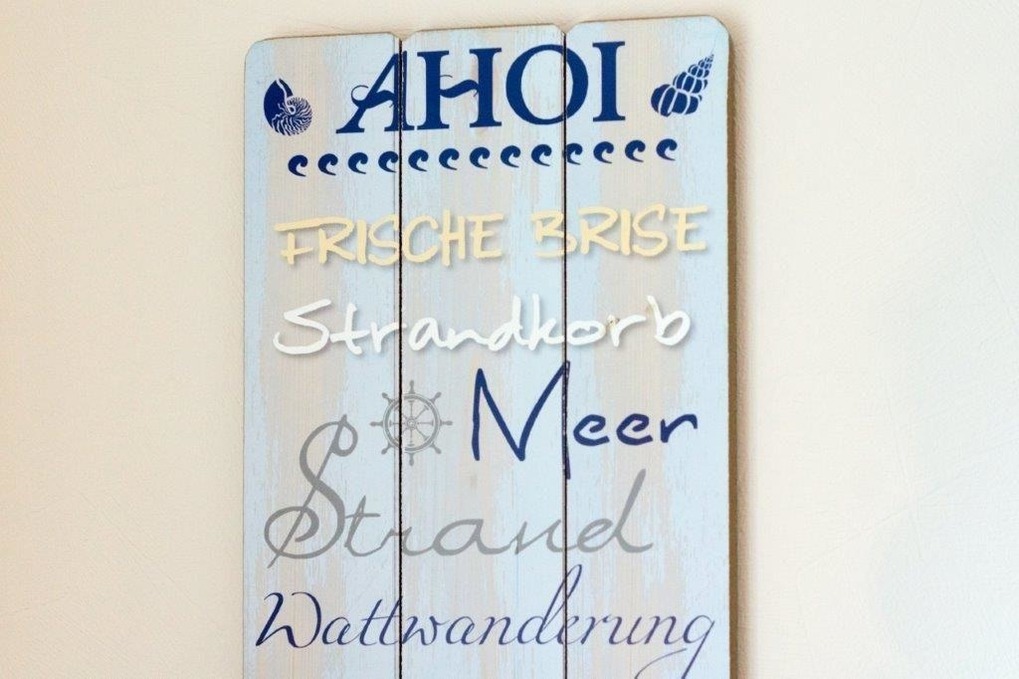 AHOI
FRISCHE BRISE
Strandkorb
Meer
Strand
Wattwanderung